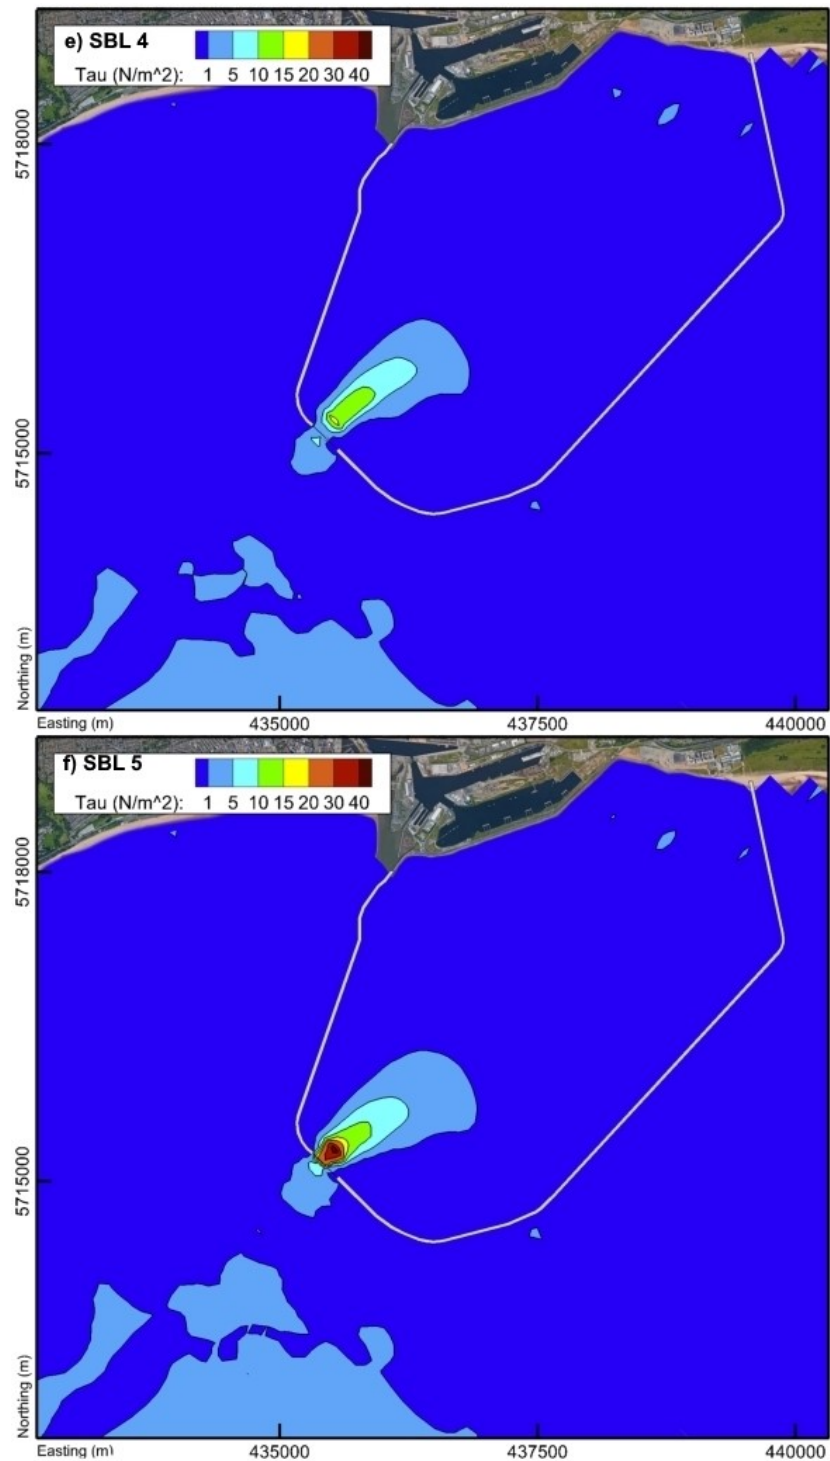 e) SBL 4
Tau (N/m^2): 1 5 10 15 20 30 40
5718000
5715000
Northing (m)
Easting (m) 435000 437500 440000
f) SBL 5
Tau (N/m^2): 1 5 10 15 20 30 40
5718000
5715000
Northing (m)
Easting (m) 435000 437500 440000